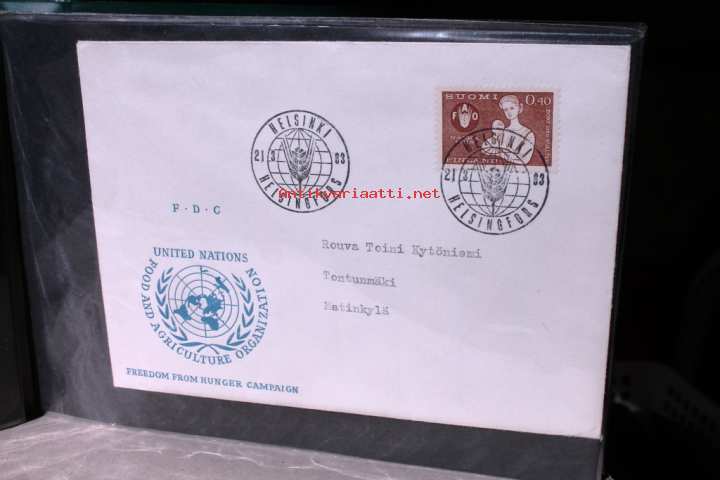 SUOMI 0,40
FAO
FINLAND
HELSINKI
21 3 63
HELSINGFORS
HELSINKI
21 3 63
HELSINGFORS
Antikvariaatti.net
F·D·C
UNITED NATIONS
FOOD AND AGRICULTURE ORGANIZATION
FREEDOM FROM HUNGER CAMPAIGN
Rouva Toini Kytöniemi
Tontunmäki
Matinkylä